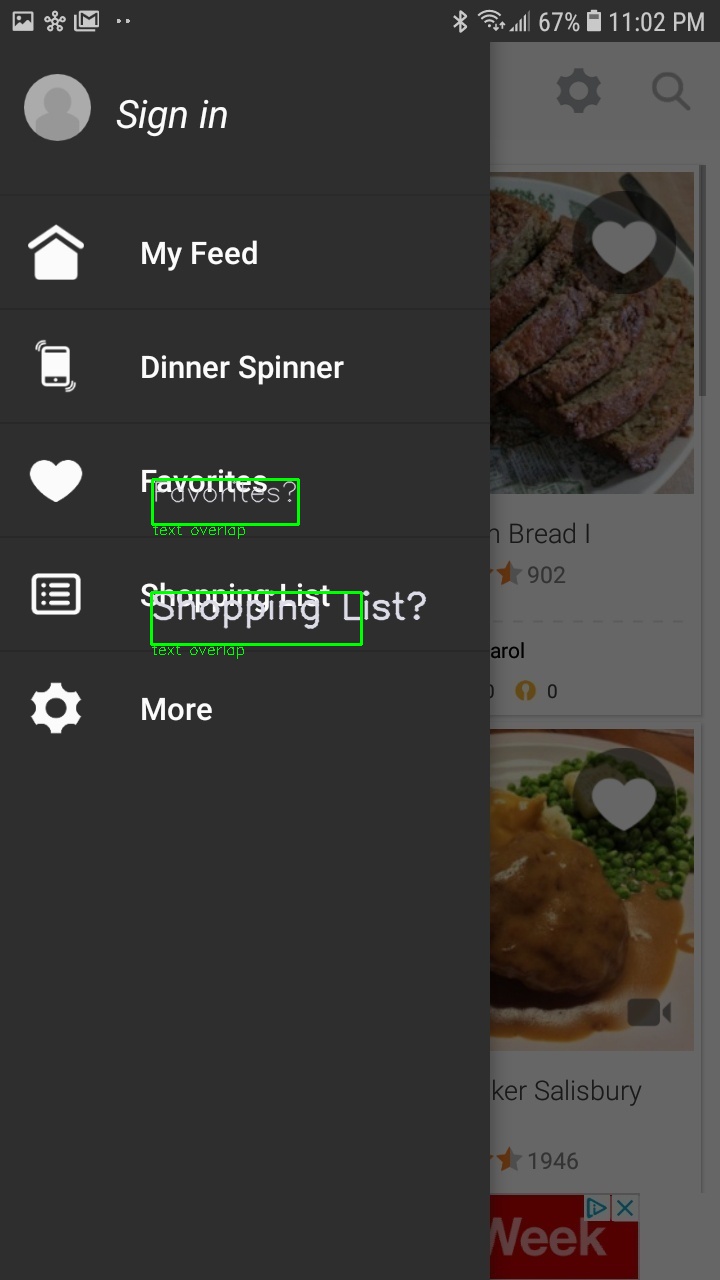 67% 11:02 PM
Sign in
My Feed
Dinner Spinner
Favorites
Favorites?
text overlap
Shopping List
Shopping List?
text overlap
More
n Bread I
902
arol
0 0
ker Salisbury
1946
Week